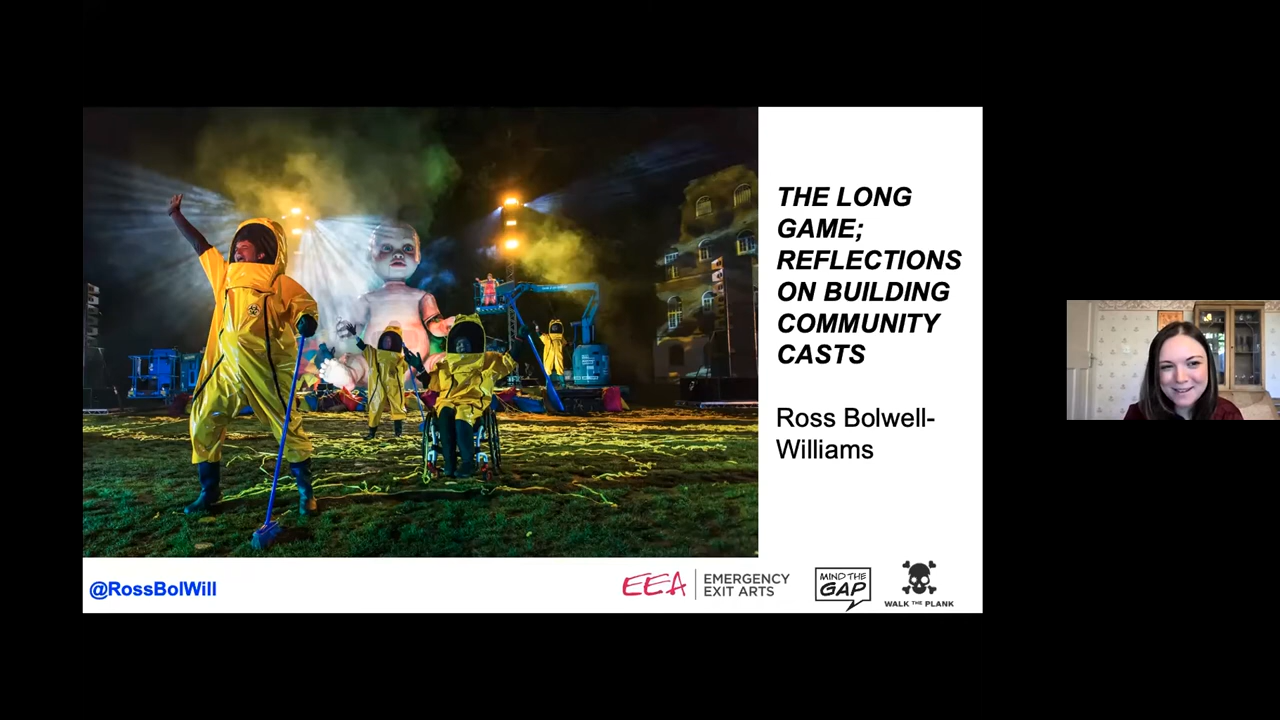 THE LONG
GAME;
REFLECTIONS
ON BUILDING
COMMUNITY
CASTS
Ross Bolwell-
Williams
@RossBolWill
EEA
EMERGENCY
EXIT ARTS
MIND THE
GAP
WALK THE PLANK